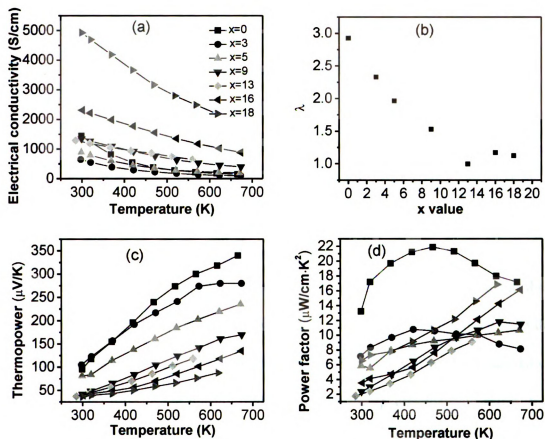 (a)
5000
4000
3000
2000
1000
0
300 400 500 600 700
Electrical conductivity (S/cm)
Temperature (K)
x=0
x=3
x=5
x=9
x=13
x=16
x=18
(b)
3.0
2.5
2.0
1.5
1.0
0 2 4 6 8 10 12 14 16 18 20
λ
x value
(c)
350
300
250
200
150
100
50
300 400 500 600 700
Thermopower (μV/K)
Temperature (K)
(d)
22
20
18
16
14
12
10
8
6
4
2
0
300 400 500 600 700
Power factor (μW/cm·K²)
Temperature (K)